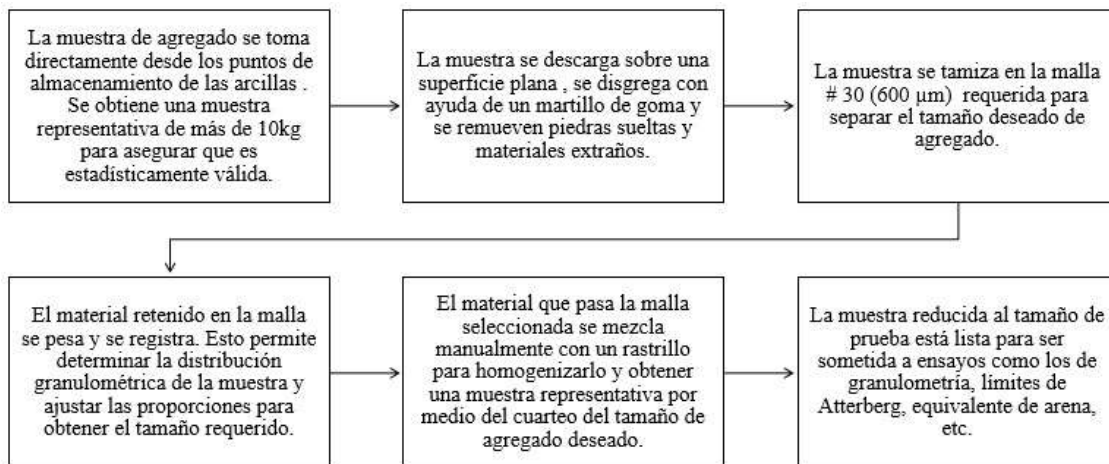 La muestra de agregado se toma
directamente desde los puntos de
almacenamiento de las arcillas .
Se obtiene una muestra
representativa de más de 10kg
para asegurar que es
estadísticamente válida.
La muestra se descarga sobre una
superficie plana , se disgrega con
ayuda de un martillo de goma y
se remueven piedras sueltas y
materiales extraños.
La muestra se tamiza en la malla
# 30 (600 µm) requerida para
separar el tamaño deseado de
agregado.
El material retenido en la malla
se pesa y se registra. Esto permite
determinar la distribución
granulométrica de la muestra y
ajustar las proporciones para
obtener el tamaño requerido.
El material que pasa la malla
seleccionada se mezcla
manualmente con un rastrillo
para homogenizarlo y obtener
una muestra representativa por
medio del cuarteo del tamaño de
agregado deseado.
La muestra reducida al tamaño de
prueba está lista para ser
sometida a ensayos como los de
granulometría, límites de
Atterberg, equivalente de arena,
etc.